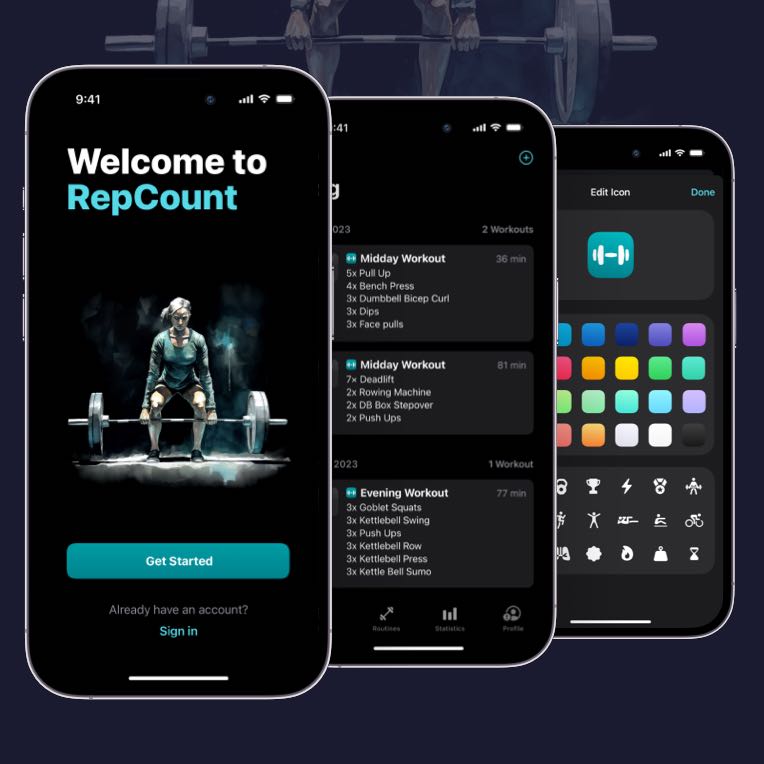 9:41
Welcome to
RepCount
Get Started
Already have an account?
Sign in
:41
g
023
2 Workouts
Midday Workout
36 min
5x Pull Up
4x Bench Press
3x Dumbbell Bicep Curl
3x Dips
3x Face pulls
Midday Workout
81 min
7x Deadlift
2x Rowing Machine
2x DB Box Stepover
2x Push Ups
2023
1 Workout
Evening Workout
77 min
3x Goblet Squats
3x Kettlebell Swing
3x Push Ups
3x Kettlebell Row
3x Kettlebell Press
3x Kettle Bell Sumo
Routines
Statistics
Profile
Edit Icon
Done